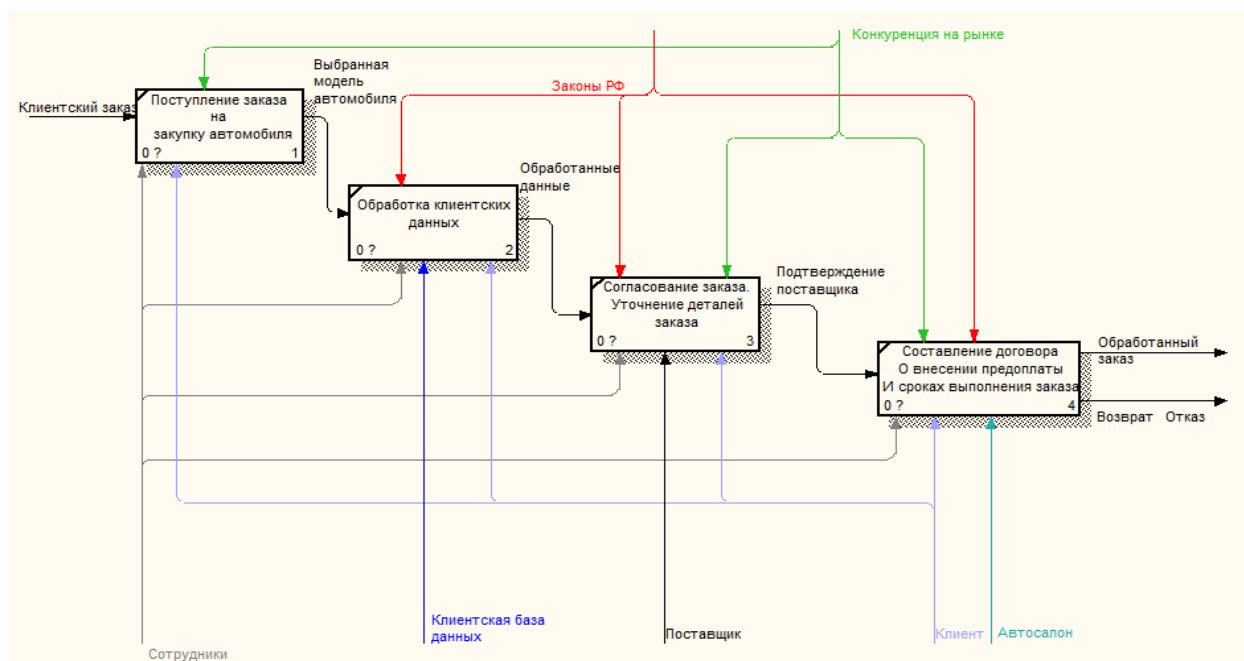 Конкуренция на рынке
Выбранная
модель
автомобиля
Законы РФ
Клиентский заказ
Поступление заказа
на
закупку автомобиля
0 ?
1
Обработанные
данные
Обработка клиентских
данных
0 ?
2
Подтверждение
поставщика
Согласование заказа.
Уточнение деталей
заказа
0 ?
3
Составление договора
О внесении предоплаты
И сроках выполнения заказа
0 ?
4
Обработанный
заказ
Возврат Отказ
Клиентская база
данных
Поставщик
Клиент
Автосалон
Сотрудники